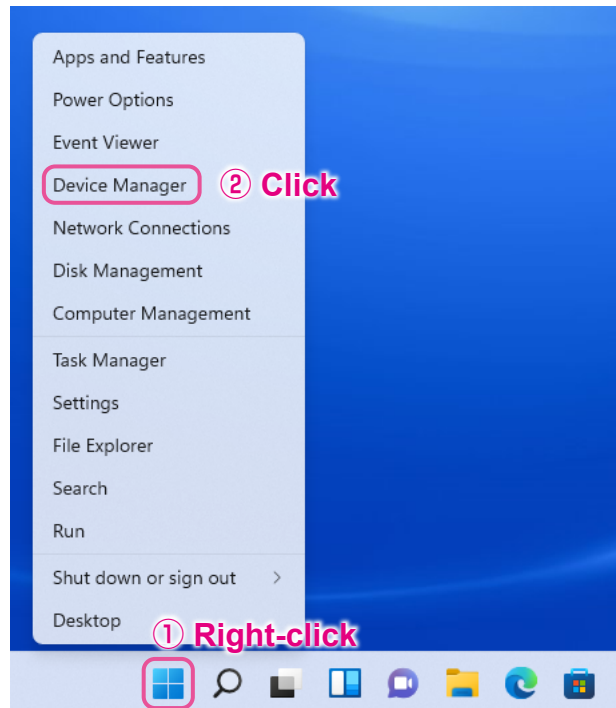 Apps and Features
Power Options
Event Viewer
Device Manager ② Click
Network Connections
Disk Management
Computer Management
Task Manager
Settings
File Explorer
Search
Run
Shut down or sign out
Desktop
① Right-click